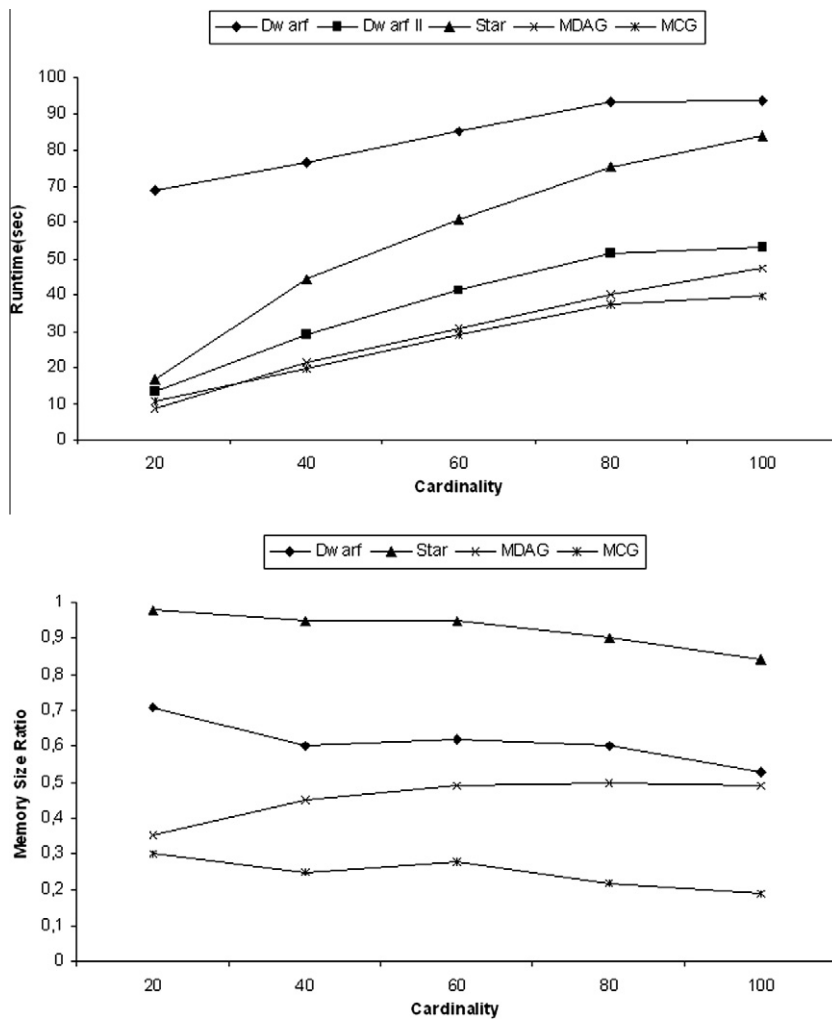 Dw arf Dw arf II Star MDAG MCG
100
90
80
70
60
50
40
30
20
10
0
Runtime(sec)
20 40 60 80 100
Cardinality
Dw arf Star MDAG MCG
1
0,9
0,8
0,7
0,6
0,5
0,4
0,3
0,2
0,1
0
Memory Size Ratio
20 40 60 80 100
Cardinality